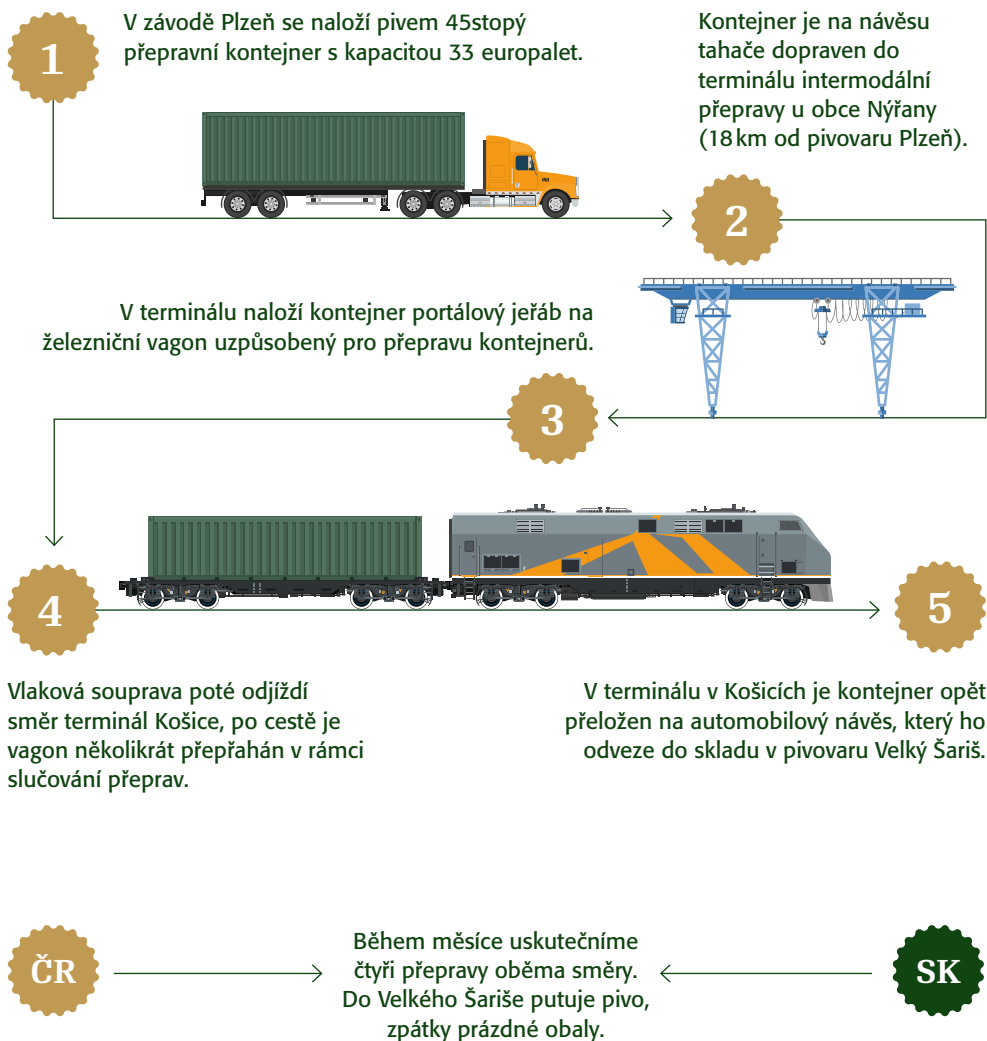 1
V závodě Plzeň se naloží pivem 45stopý
přepravní kontejner s kapacitou 33 europalet.
Kontejner je na návěsu
tahače dopraven do
terminálu intermodální
přepravy u obce Nýřany
(18 km od pivovaru Plzeň).
2
V terminálu naloží kontejner portálový jeřáb na
železniční vagon uzpůsobený pro přepravu kontejnerů.
3
4
5
Vlaková souprava poté odjíždí
směr terminál Košice, po cestě je
vagon několikrát přepřahán v rámci
slučování přeprav.
V terminálu v Košicích je kontejner opět
přeložen na automobilový návěs, který ho
odveze do skladu v pivovaru Velký Šariš.
ČR
Během měsíce uskutečníme
čtyři přepravy oběma směry.
Do Velkého Šariše putuje pivo,
zpátky prázdné obaly.
SK